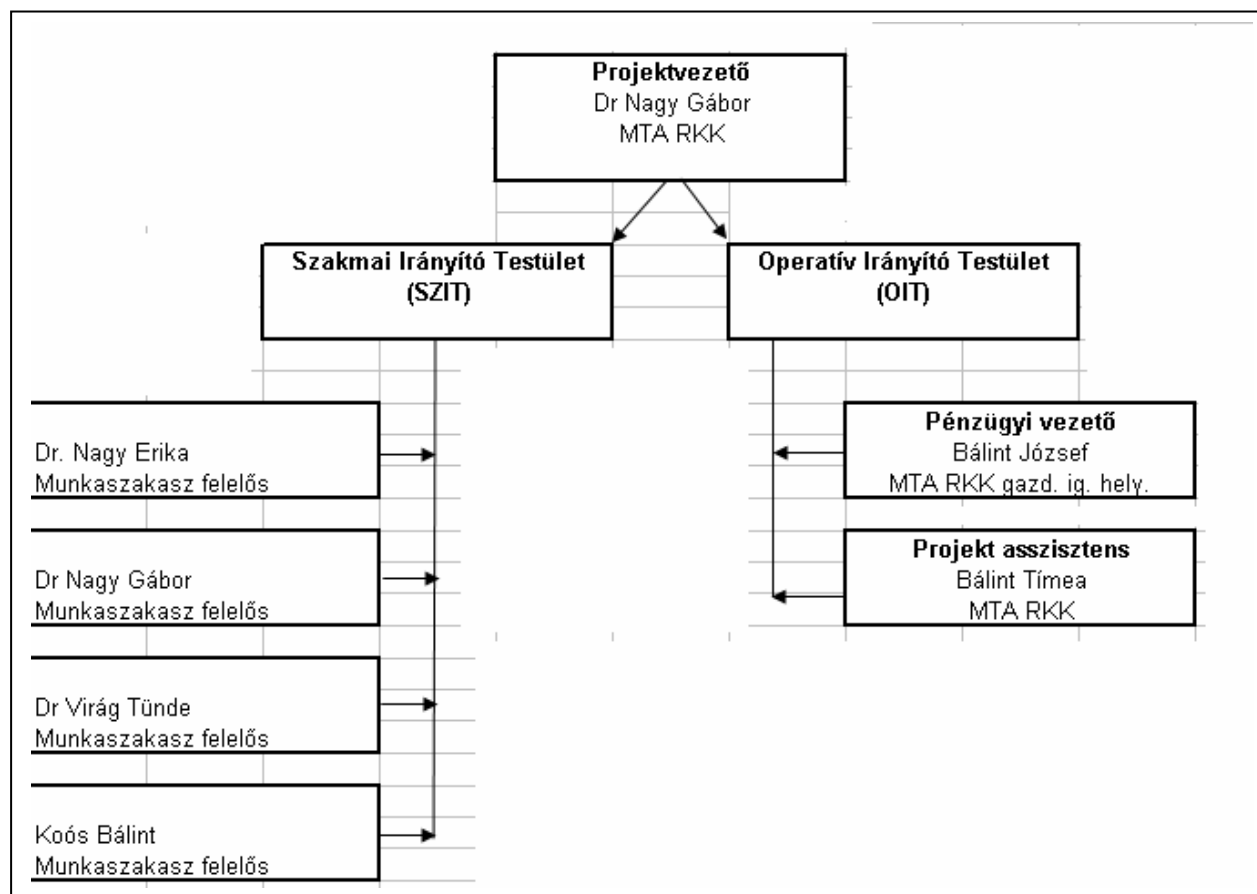 Projektvezető
Dr Nagy Gábor
MTA RKK
Szakmai Irányító Testület
(SZIT)
Operatív Irányító Testület
(OIT)
Dr. Nagy Erika
Munkaszakasz felelős
Dr Nagy Gábor
Munkaszakasz felelős
Dr Virág Tünde
Munkaszakasz felelős
Koós Bálint
Munkaszakasz felelős
Pénzügyi vezető
Bálint József
MTA RKK gazd. ig. hely.
Projekt asszisztens
Bálint Tímea
MTA RKK